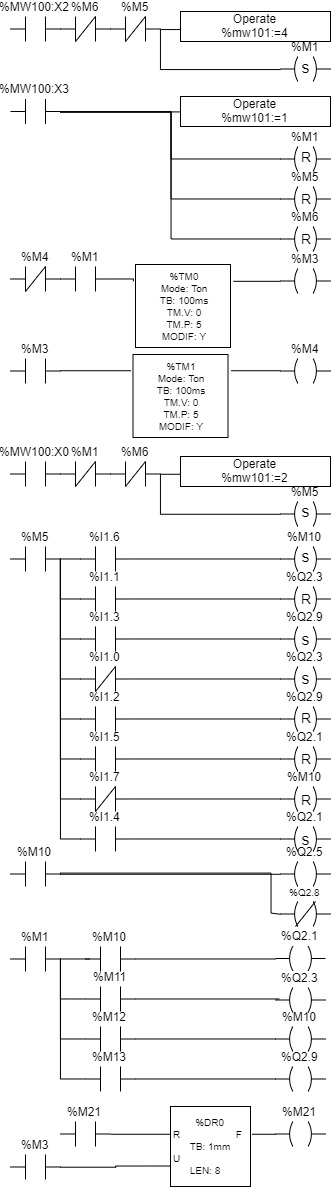 %MW100:X2 %M6 %M5
Operate
%mw101:=4
%M1
S
%MW100:X3
Operate
%mw101:=1
%M1
R
%M5
R
%M6
R
%M4 %M1 %M3
%TM0
Mode: Ton
TB: 100ms
TM.V: 0
TM.P: 5
MODIF: Y
%M3 %M4
%TM1
Mode: Ton
TB: 100ms
TM.V: 0
TM.P: 5
MODIF: Y
%MW100:X0 %M1 %M6
Operate
%mw101:=2
%M5
S
%M5 %I1.6 %M10
S
%I1.1 %Q2.3
R
%I1.3 %Q2.9
S
%I1.0 %Q2.3
S
%I1.2 %Q2.9
R
%I1.5 %Q2.1
R
%I1.7 %M10
R
%I1.4 %Q2.1
S
%M10 %Q2.5
%Q2.8
%M1 %M10 %Q2.1
%M11 %Q2.3
%M12 %M10
%M13 %Q2.9
%M21 %DR0 %M21
R F
TB: 1mm
%M3 U
LEN: 8